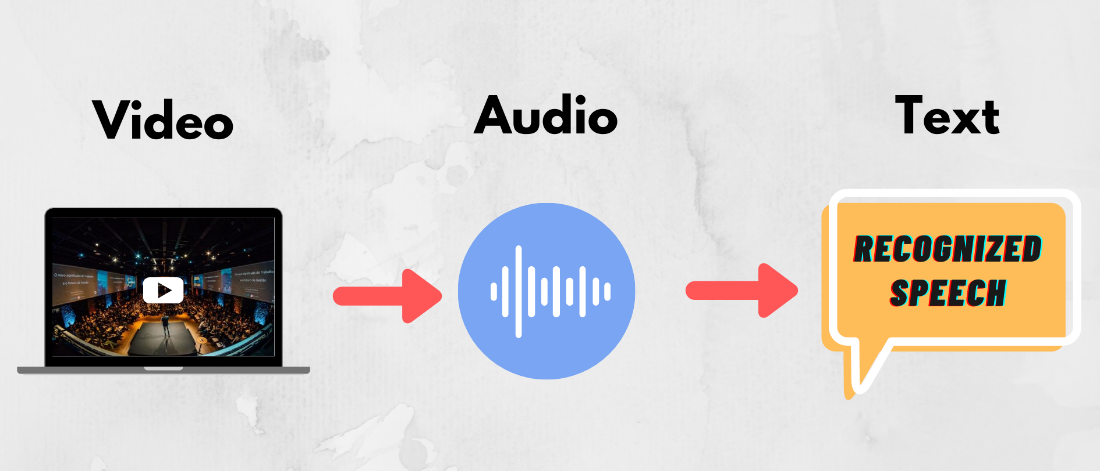 Video
Audio
Text
RECOGNIZED
SPEECH